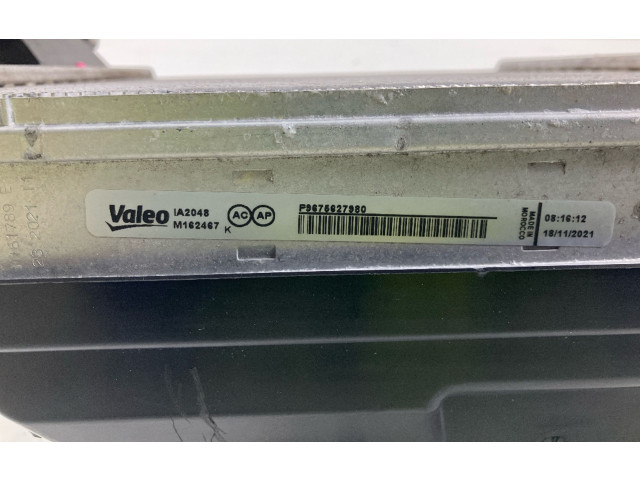 Valeo
IA2048
M162467 K
AC AP
P9675627980
MADE IN
MOROCCO
08:16:12
18/11/2021